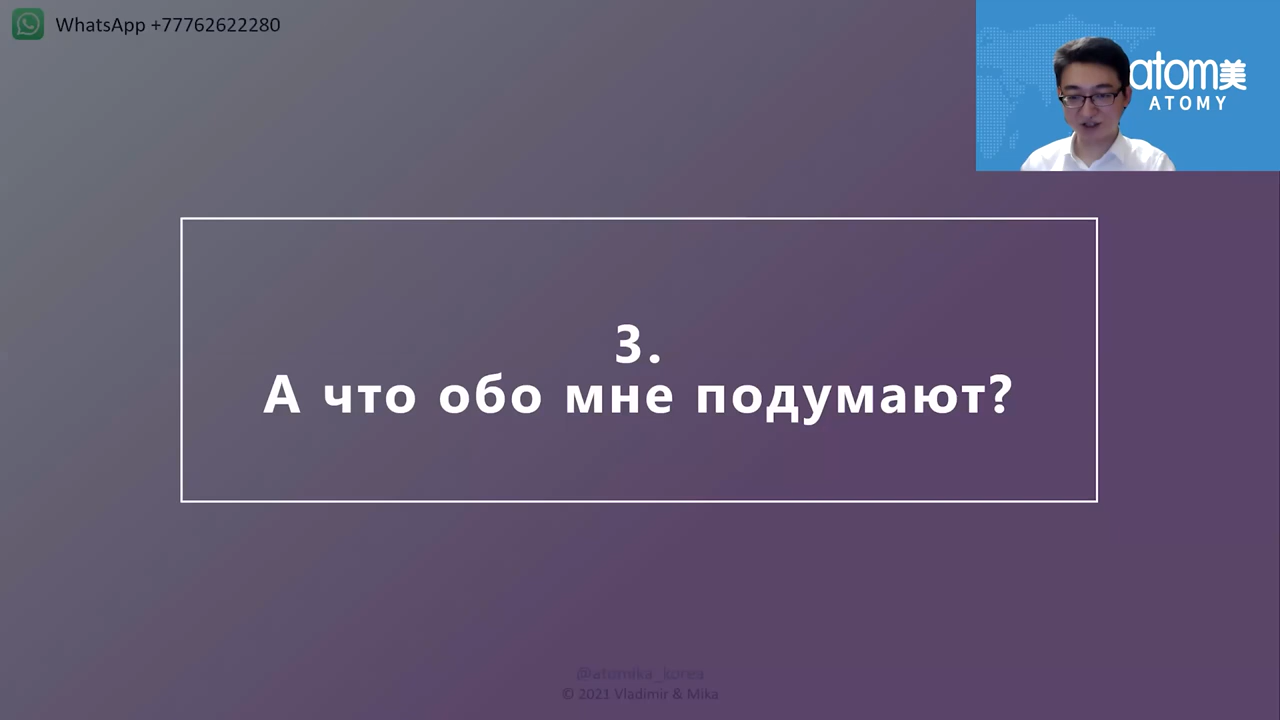 WhatsApp +77762622280
atom美
ATOMY
3.
А что обо мне подумают?
@atomika_korea
© 2021 Vladimir & Mika